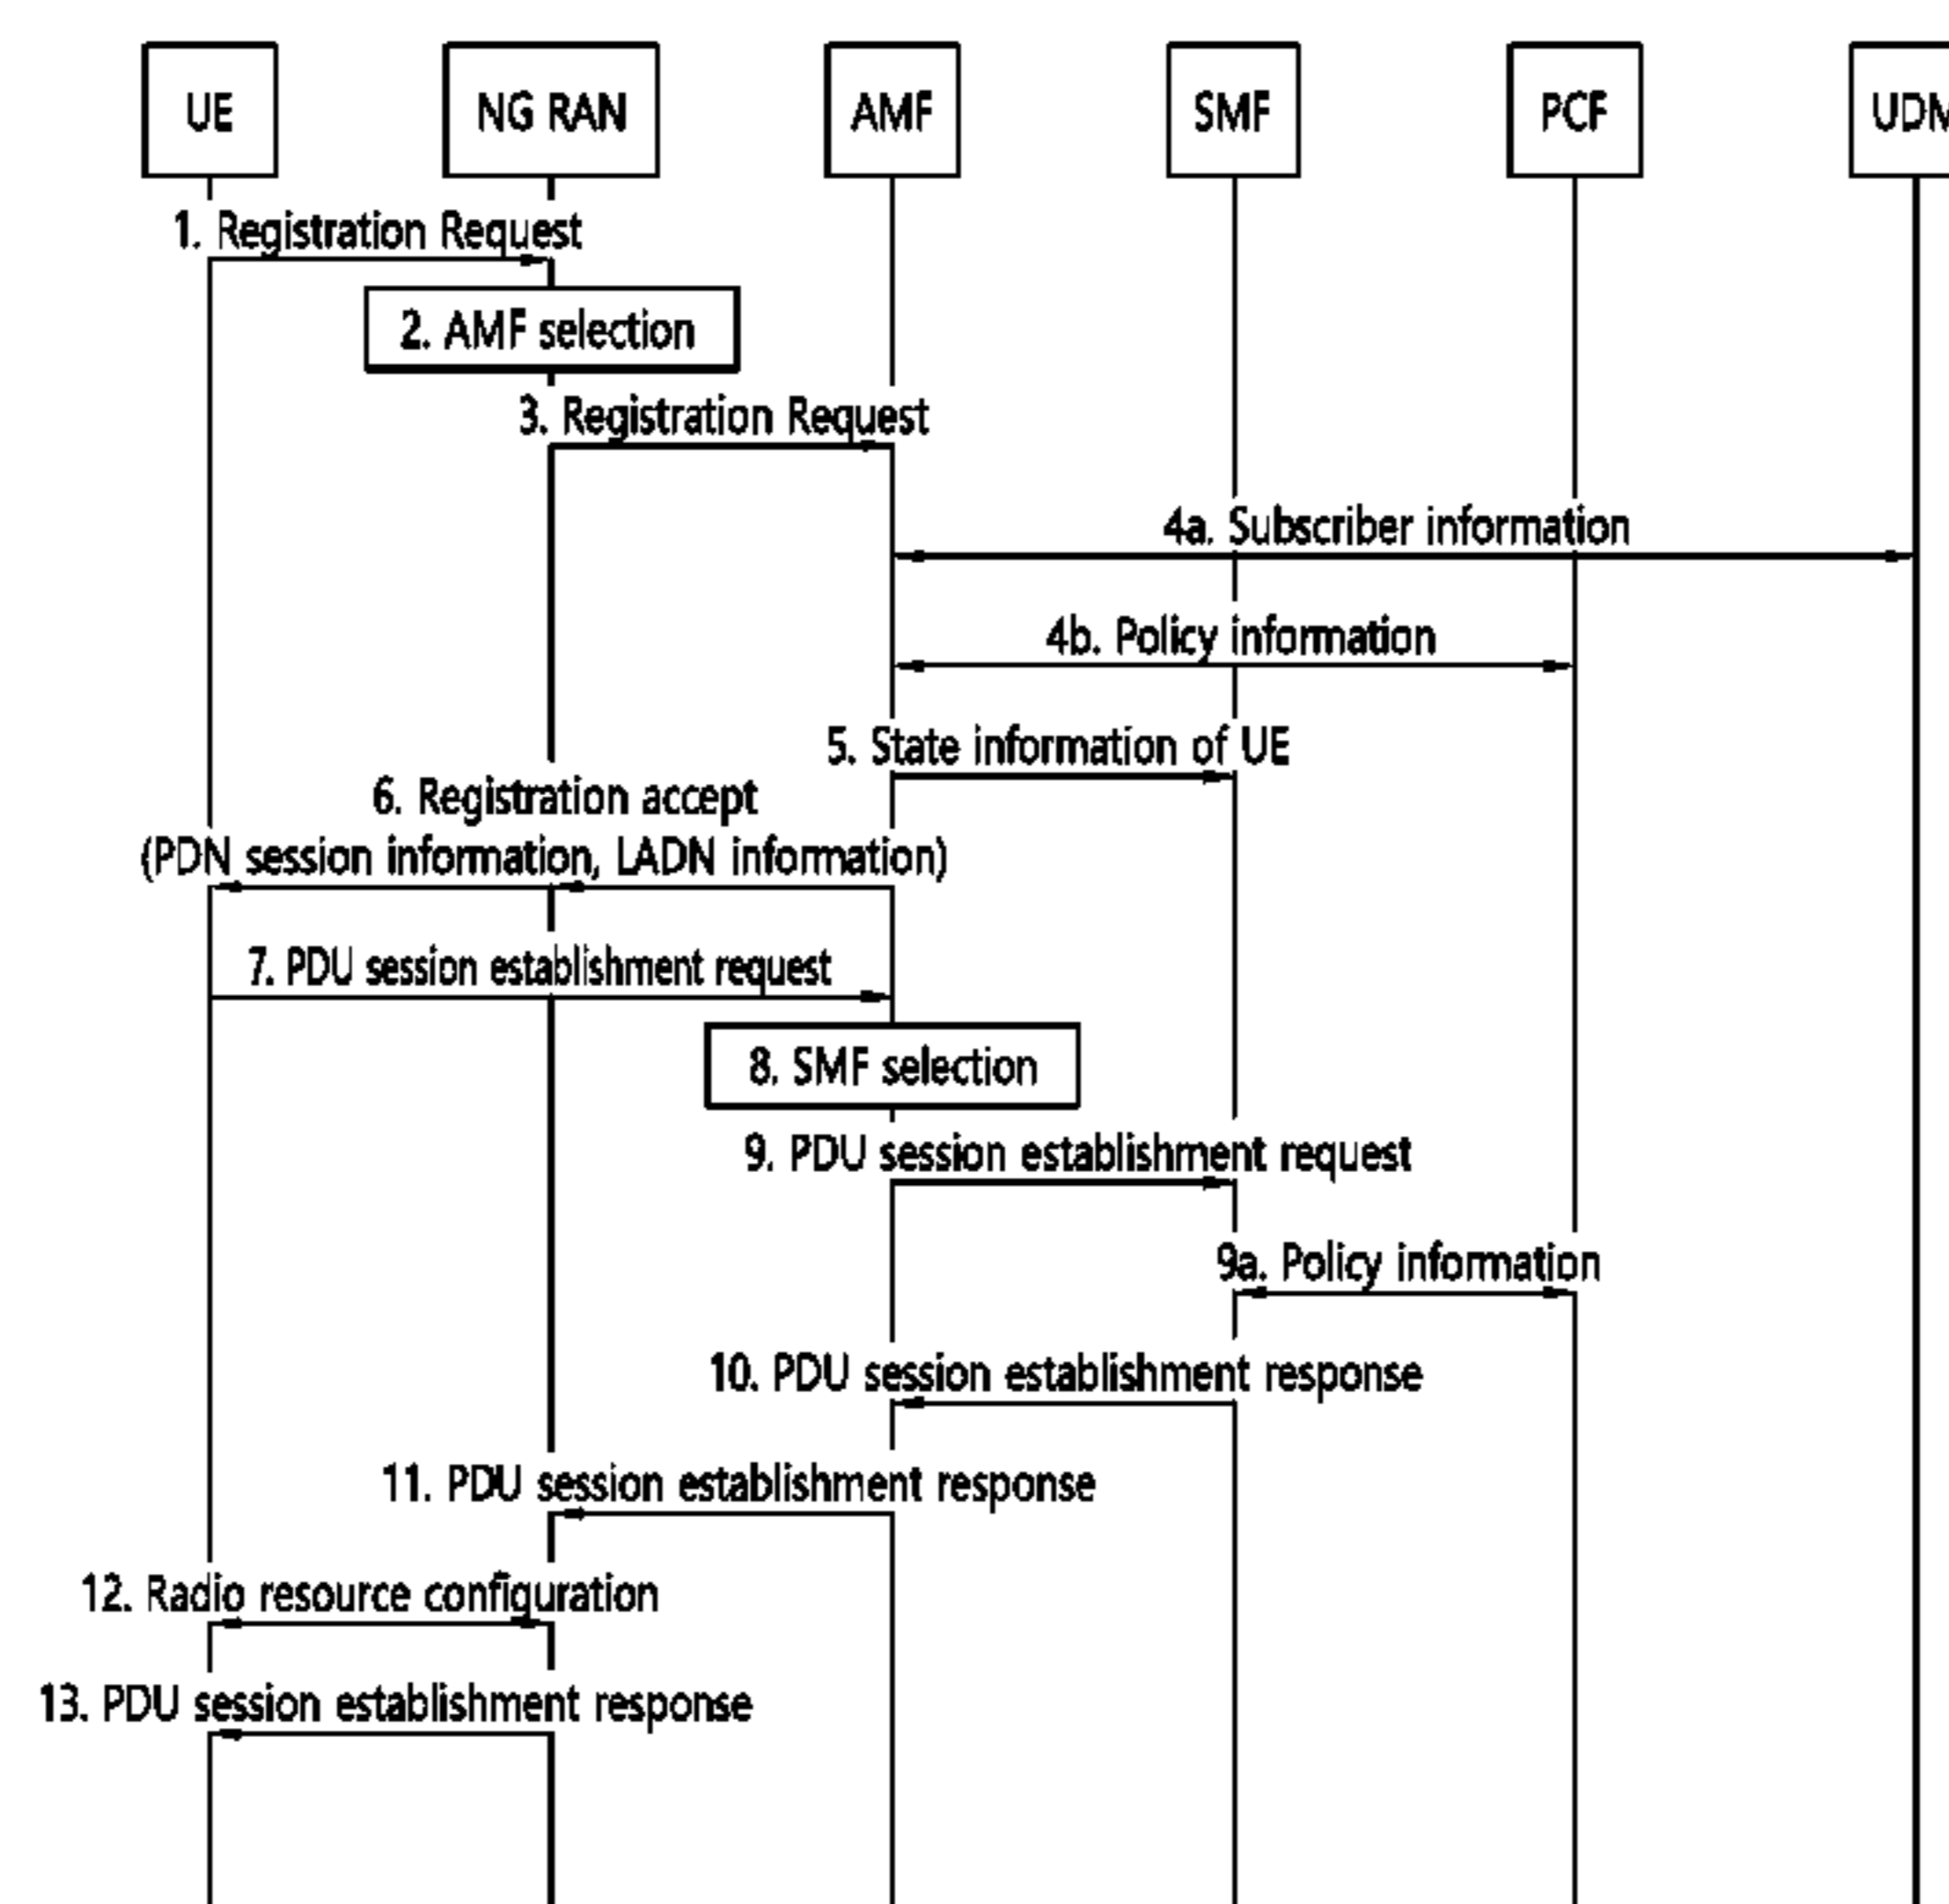 UE
NG RAN
AMF
SMF
PCF
UDM
1. Registration Request
2. AMF selection
3. Registration Request
4a. Subscriber information
4b. Policy information
5. State information of UE
6. Registration accept
(PDN session information, LADN information)
7. PDU session establishment request
8. SMF selection
9. PDU session establishment request
9a. Policy information
10. PDU session establishment response
11. PDU session establishment response
12. Radio resource configuration
13. PDU session establishment response